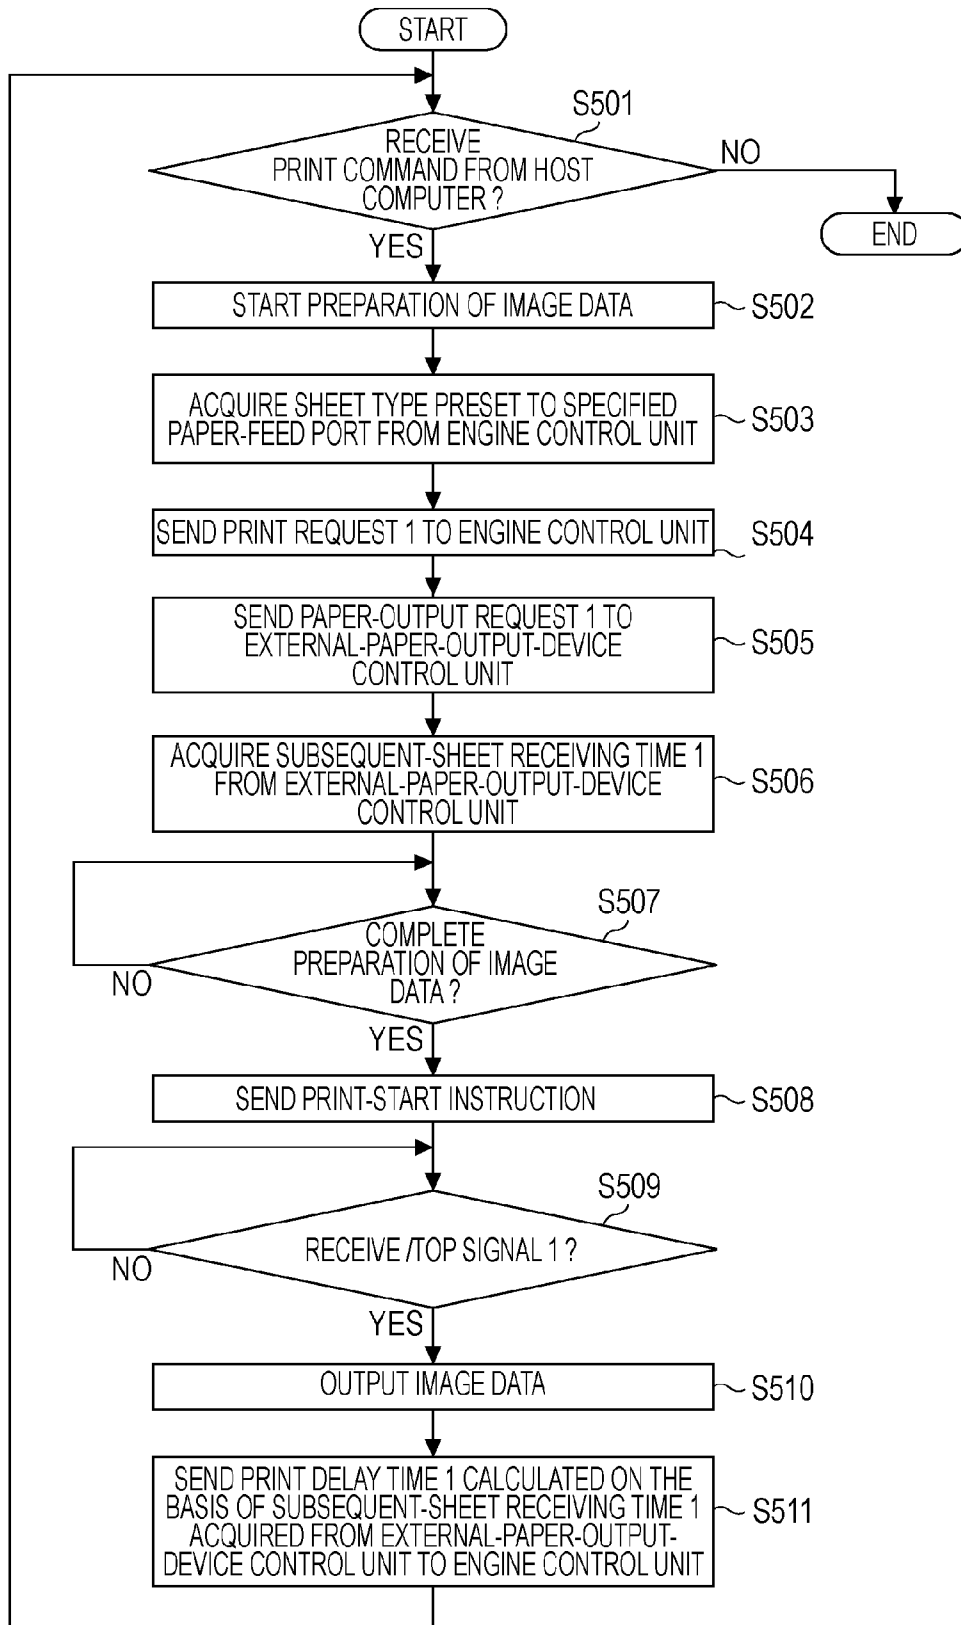 START
S501
RECEIVE
PRINT COMMAND FROM HOST
COMPUTER ?
NO
END
YES
START PREPARATION OF IMAGE DATA
S502
ACQUIRE SHEET TYPE PRESET TO SPECIFIED
PAPER-FEED PORT FROM ENGINE CONTROL UNIT
S503
SEND PRINT REQUEST 1 TO ENGINE CONTROL UNIT
S504
SEND PAPER-OUTPUT REQUEST 1 TO
EXTERNAL-PAPER-OUTPUT-DEVICE
CONTROL UNIT
S505
ACQUIRE SUBSEQUENT-SHEET RECEIVING TIME 1
FROM EXTERNAL-PAPER-OUTPUT-DEVICE
CONTROL UNIT
S506
S507
COMPLETE
PREPARATION OF IMAGE
DATA ?
NO
YES
SEND PRINT-START INSTRUCTION
S508
S509
RECEIVE /TOP SIGNAL 1 ?
NO
YES
OUTPUT IMAGE DATA
S510
SEND PRINT DELAY TIME 1 CALCULATED ON THE
BASIS OF SUBSEQUENT-SHEET RECEIVING TIME 1
ACQUIRED FROM EXTERNAL-PAPER-OUTPUT-
DEVICE CONTROL UNIT TO ENGINE CONTROL UNIT
S511